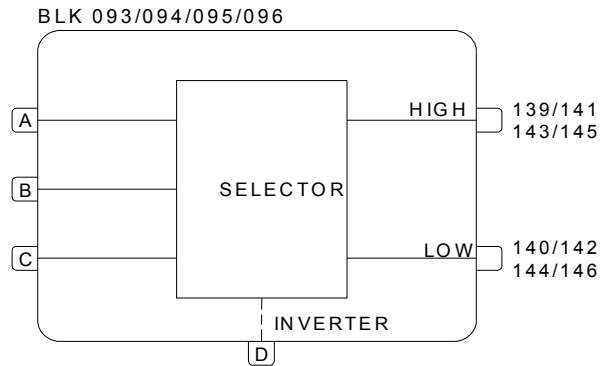 BLK 093/094/095/096
A
HIGH
139/141
143/145
B
SELECTOR
C
LOW
140/142
144/146
INVERTER
D